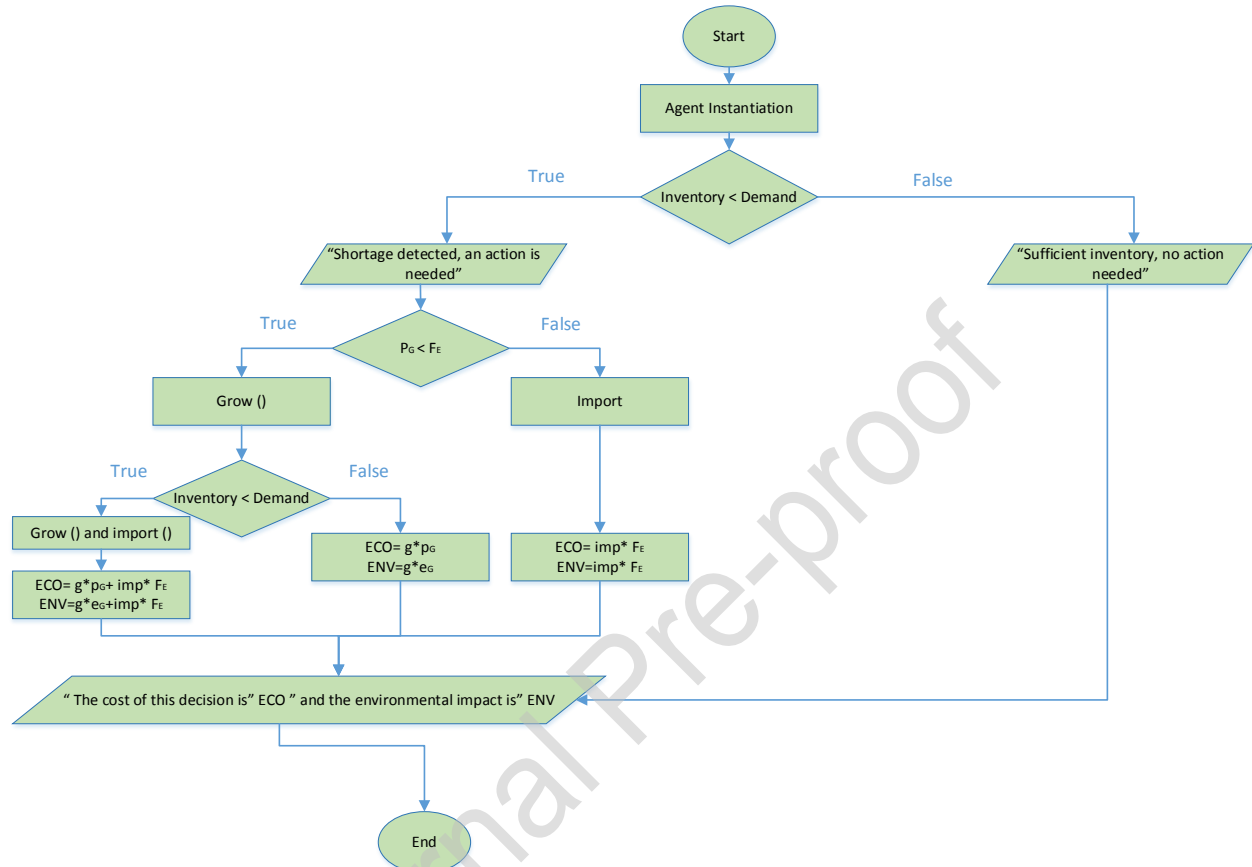 Start
Agent Instantiation
True
False
Inventory < Demand
“Shortage detected, an action is
needed”
“Sufficient inventory, no action
needed”
True
False
PG < FE
Grow ()
Import
True
False
Inventory < Demand
Grow () and import ()
ECO= g*pG
ENV=g*eG
ECO= imp* FE
ENV=imp* FE
ECO= g*pG+ imp* FE
ENV=g*eG+imp* FE
“ The cost of this decision is” ECO ” and the environmental impact is” ENV
End
rnal Pre-proof